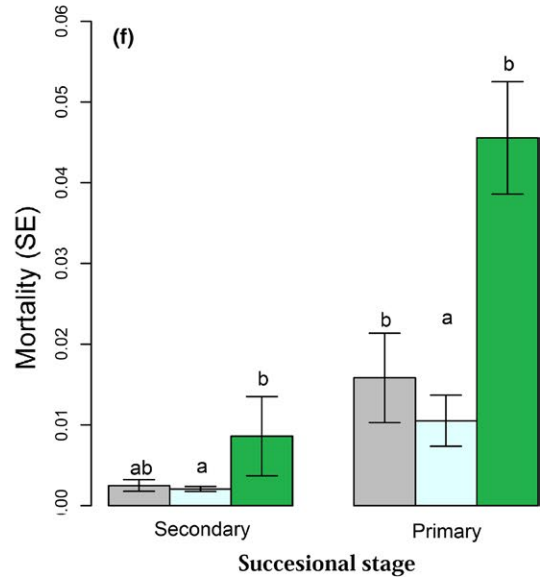 (f)
Mortality (SE)
0.06
0.05
0.04
0.03
0.02
0.01
.00
b
b
a
b
ab
a
Secondary
Primary
Succesional stage